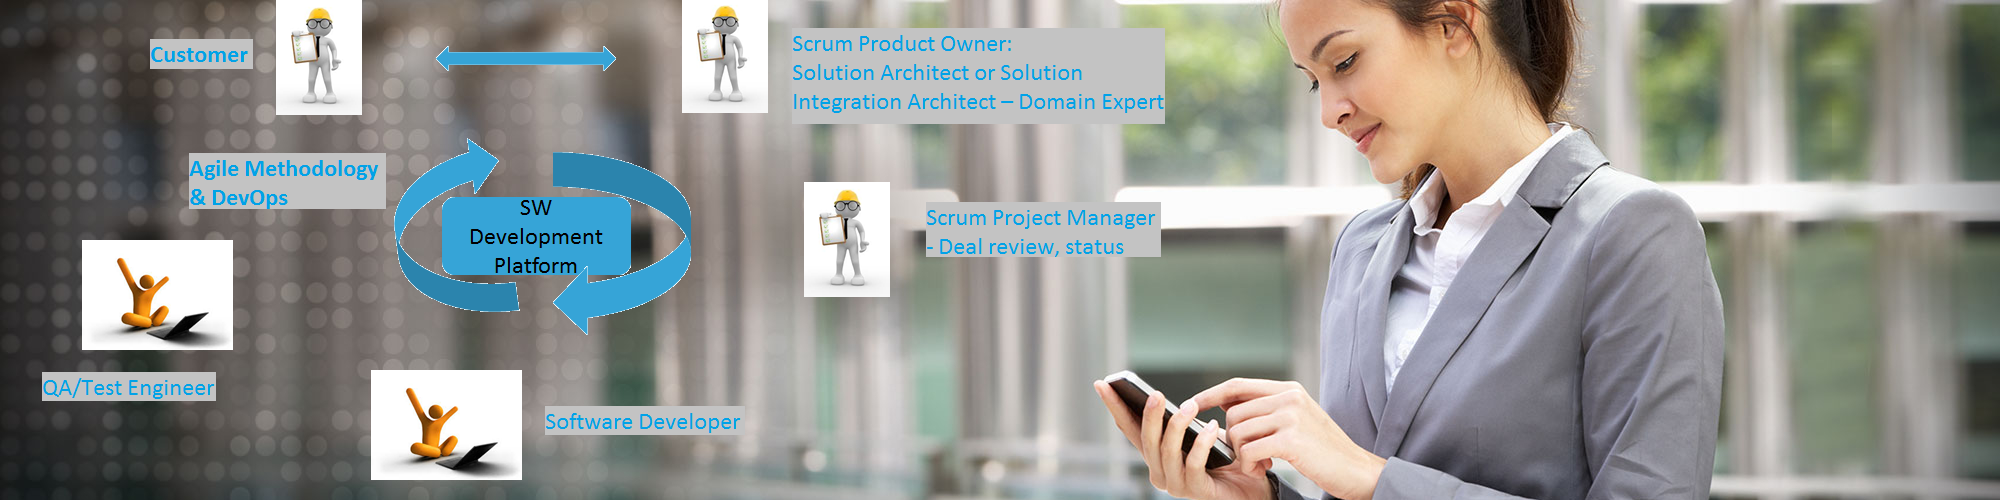 Customer
Scrum Product Owner:
Solution Architect or Solution
Integration Architect – Domain Expert
Agile Methodology
& DevOps
SW
Development
Platform
Scrum Project Manager
- Deal review, status
QA/Test Engineer
Software Developer